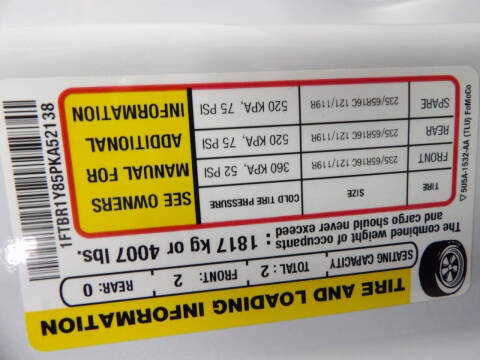 TIRE AND LOADING INFORMATION
SEATING CAPACITY TOTAL: 2 FRONT: 2 REAR: 0
The combined weight of occupants
and cargo should never exceed : 1817 kg or 4007 lbs.
TIRE SIZE COLD TIRE PRESSURE
FRONT 235/65R16C 121/119R 360 KPA, 52 PSI
REAR 235/65R16C 121/119R 520 KPA, 75 PSI
SPARE 235/65R16C 121/119R 520 KPA, 75 PSI
SEE OWNERS
MANUAL FOR
ADDITIONAL
INFORMATION
5U5A-1532-AA (TLU) FoMoCo
1FTBR1Y85PKA52138